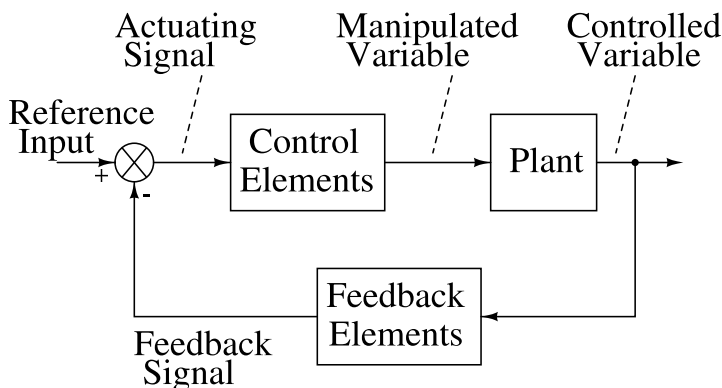 Actuating
Signal
Manipulated
Variable
Controlled
Variable
Reference
Input
+
-
Control
Elements
Plant
Feedback
Elements
Feedback
Signal